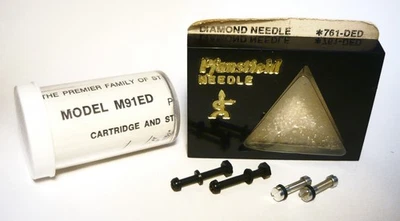 THE PREMIER FAMILY OF ST
MODEL M91ED
CARTRIDGE AND ST
DIAMOND NEEDLE *761-DED
Pfanstiehl
NEEDLE